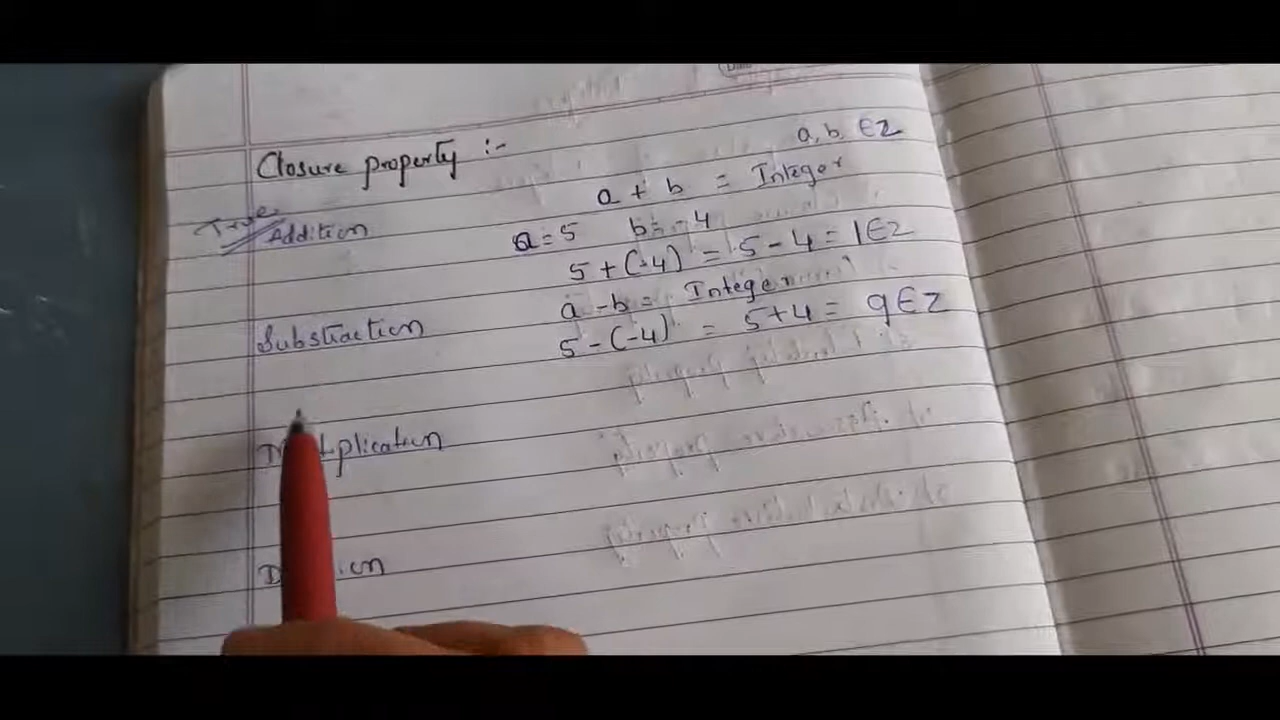 Closure property :-
a, b, ∈ Z
a + b = Integer
True
Addition
a = 5 b = -4
5 + (-4) = 5 - 4 = 1 ∈ Z
a - b = Integer
Substraction
5 - (-4) = 5 + 4 = 9 ∈ Z